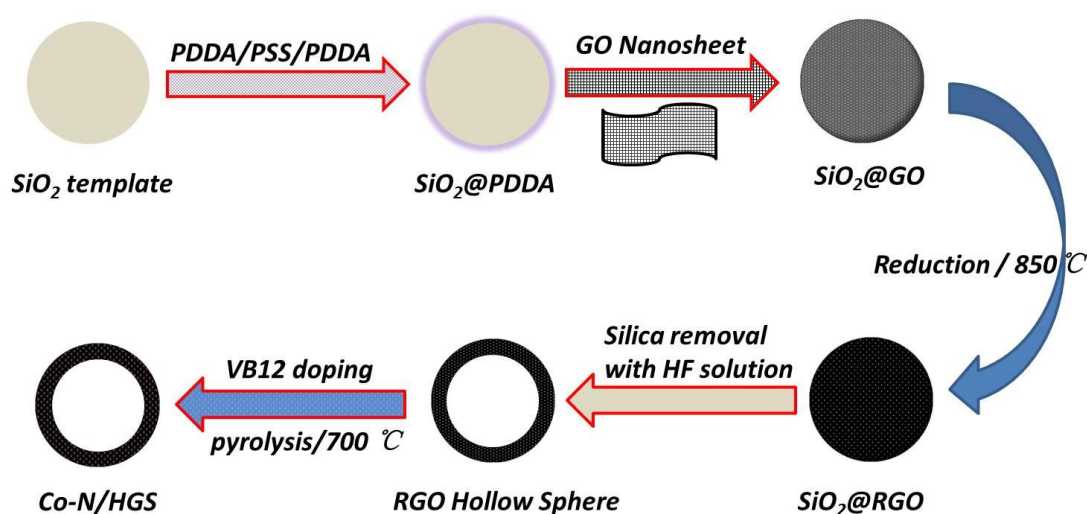 PDDA/PSS/PDDA
GO Nanosheet
SiO₂ template
SiO₂@PDDA
SiO₂@GO
Reduction / 850 ℃
Silica removal
with HF solution
VB12 doping
pyrolysis/700 ℃
Co-N/HGS
RGO Hollow Sphere
SiO₂@RGO